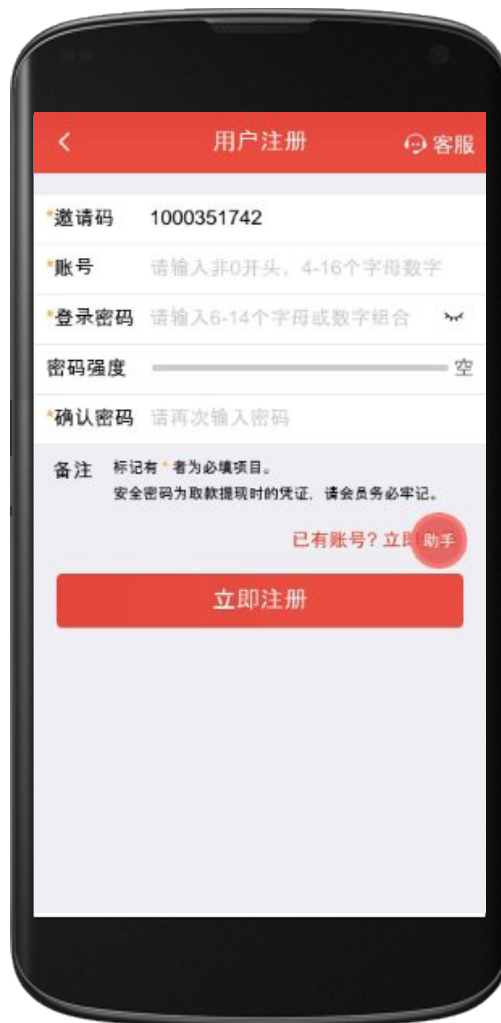 用户注册 客服
*邀请码 1000351742
*账号 请输入非0开头、4-16个字母数字
*登录密码 请输入6-14个字母或数字组合
密码强度 空
*确认密码 请再次输入密码
备注 标记有*者为必填项目。
安全密码为取款提现时的凭证, 请会员务必牢记。
已有账号? 立即
助手
立即注册